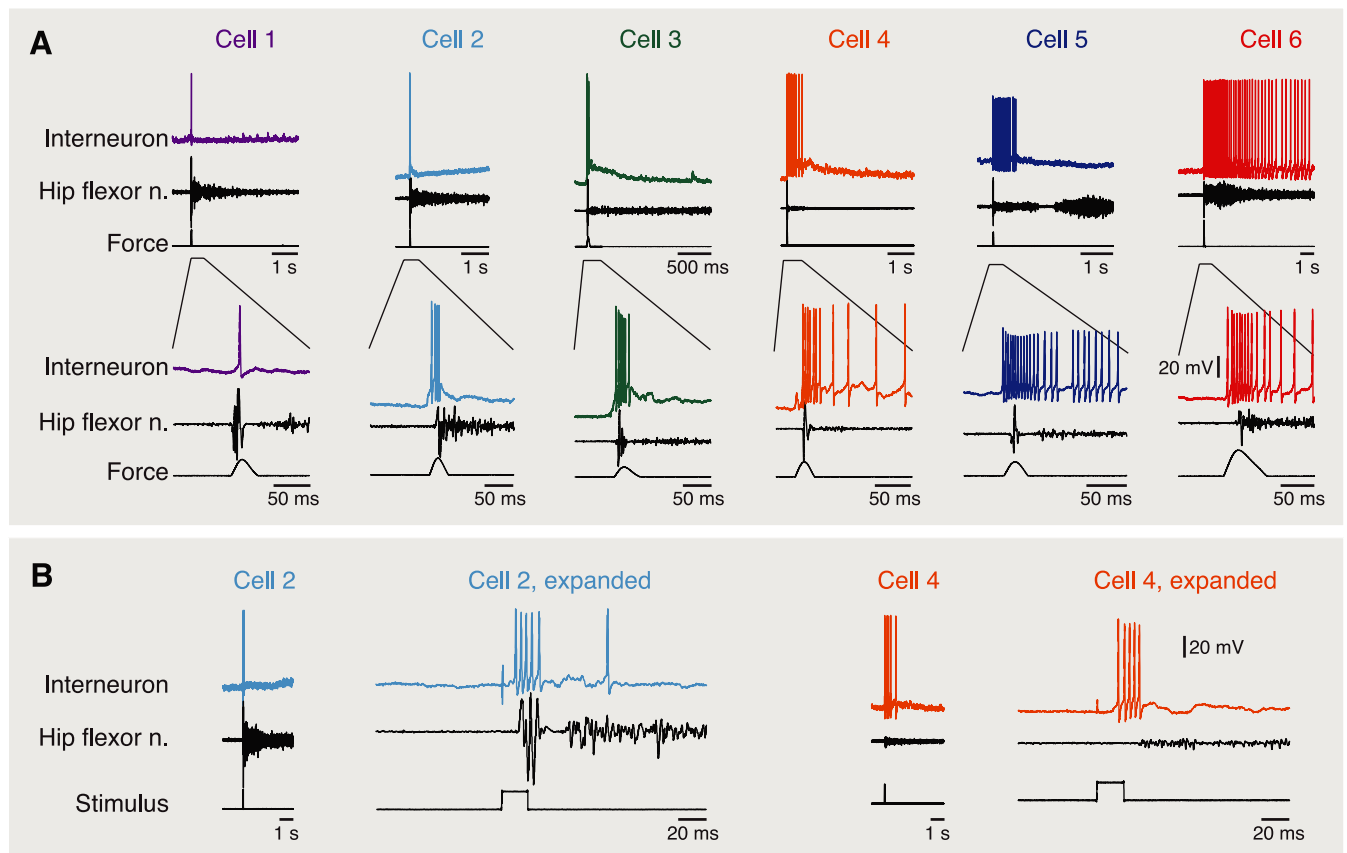 A
Cell 1 Cell 2 Cell 3 Cell 4 Cell 5 Cell 6
Interneuron
Hip flexor n.
Force
1 s 1 s 500 ms 1 s 1 s 1 s
Interneuron 20 mV
Hip flexor n.
Force
50 ms 50 ms 50 ms 50 ms 50 ms 50 ms
B
Cell 2 Cell 2, expanded Cell 4 Cell 4, expanded
20 mV
Interneuron
Hip flexor n.
Stimulus
1 s 20 ms 1 s 20 ms